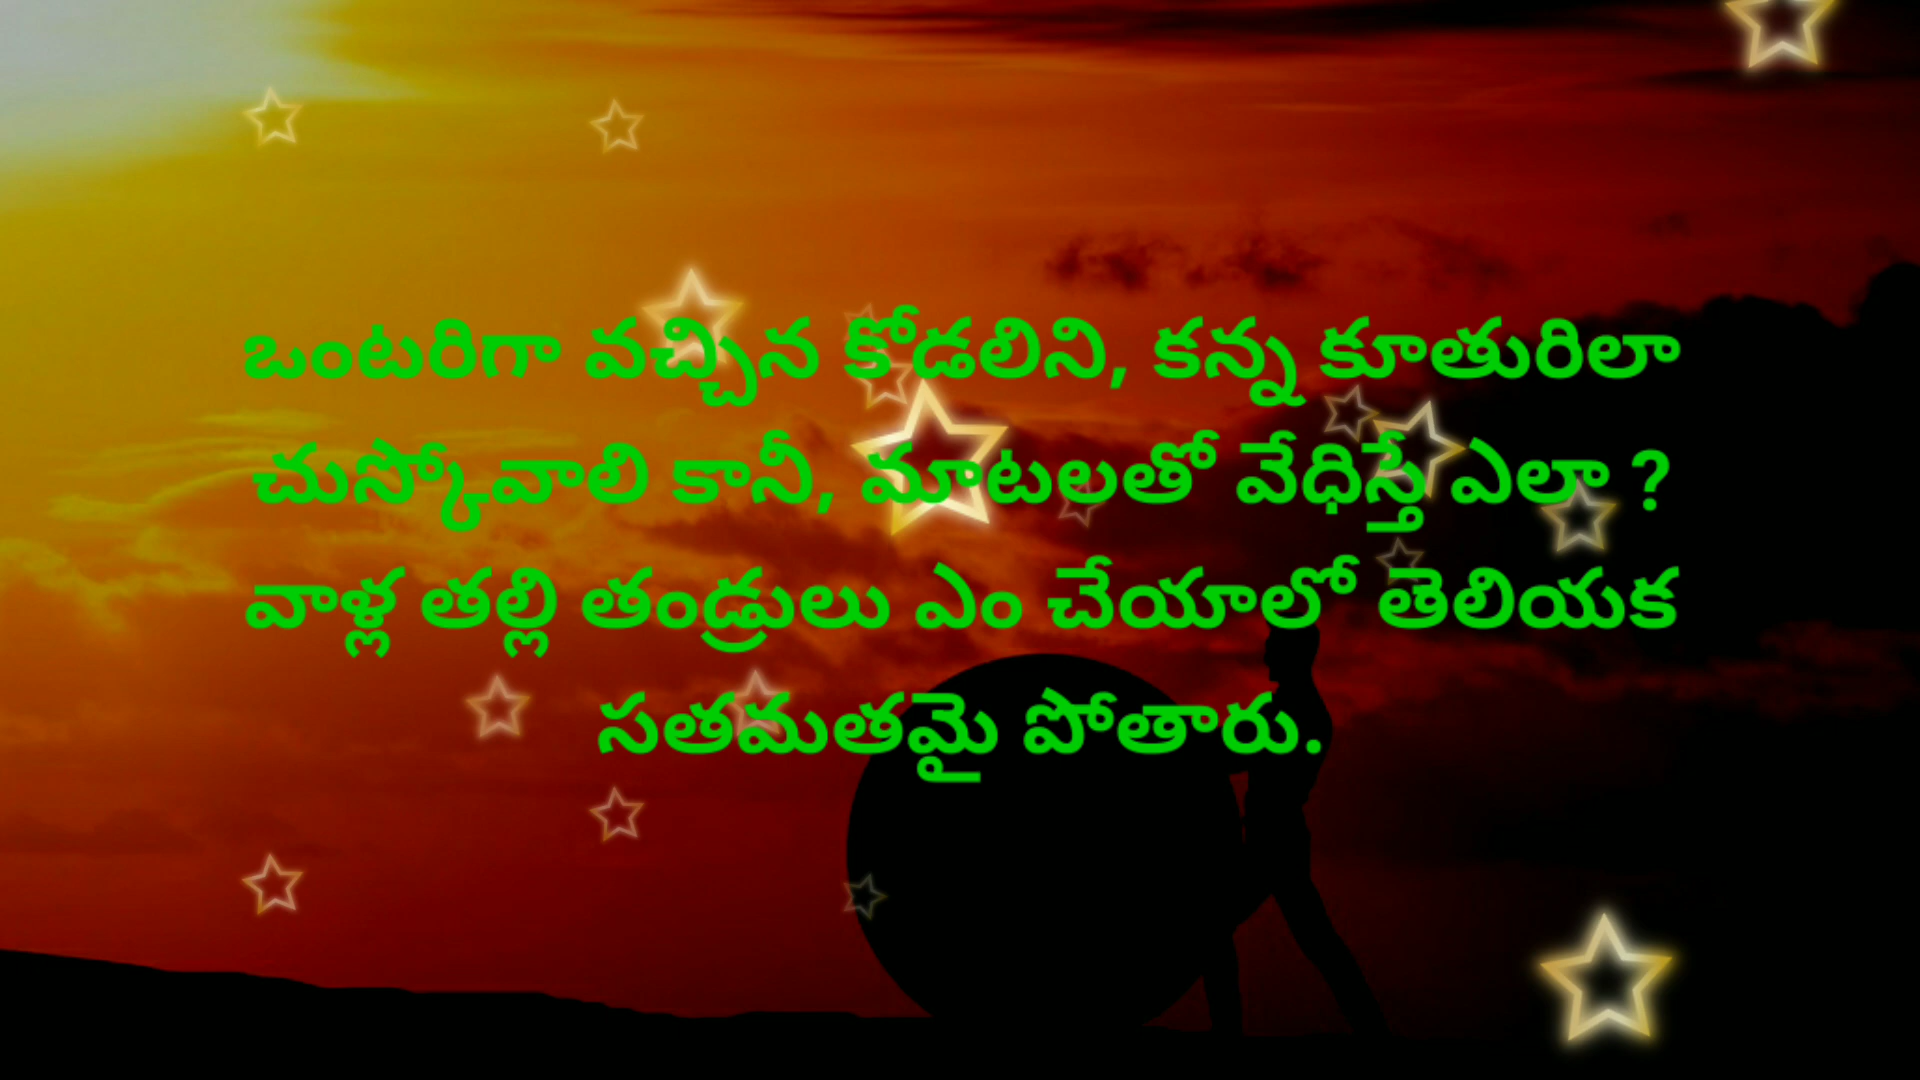 ఒంటరిగా వచ్చిన కోడలిని, కన్న కూతురిలా
చుస్కోవాలి కానీ, మాటలతో వేధిస్తే ఎలా ?
వాళ్ల తల్లి తండ్రులు ఎం చేయాలో తెలియక
సతమతమై పోతారు.